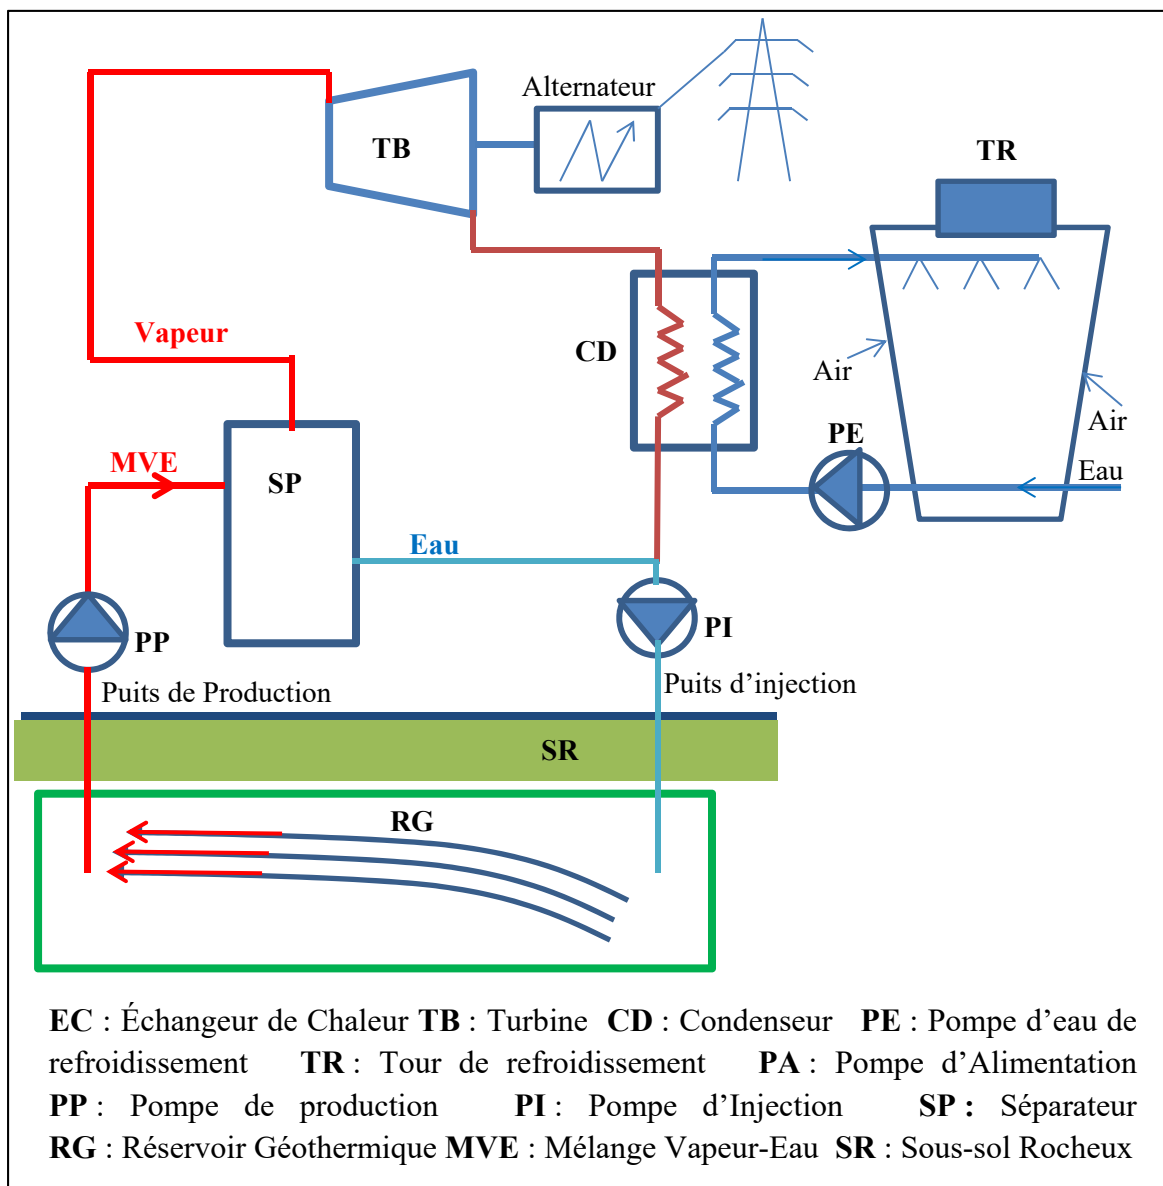 Alternateur
TB
TR
Vapeur
CD
Air
Air
PE
MVE
SP
Eau
Eau
PP
PI
Puits de Production
Puits d’injection
SR
RG
EC : Échangeur de Chaleur TB : Turbine CD : Condenseur PE : Pompe d’eau de
refroidissement TR : Tour de refroidissement PA : Pompe d’Alimentation
PP : Pompe de production PI : Pompe d’Injection SP : Séparateur
RG : Réservoir Géothermique MVE : Mélange Vapeur-Eau SR : Sous-sol Rocheux